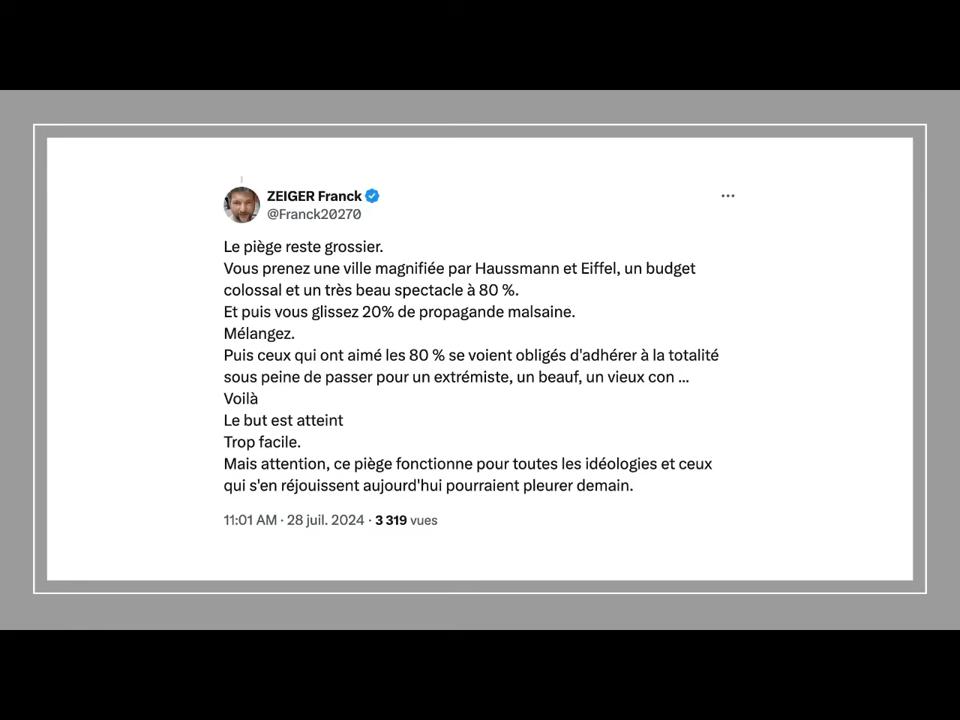 ZEIGER Franck
@Franck20270
Le piège reste grossier.
Vous prenez une ville magnifiée par Haussmann et Eiffel, un budget
colossal et un très beau spectacle à 80 %.
Et puis vous glissez 20% de propagande malsaine.
Mélangez.
Puis ceux qui ont aimé les 80 % se voient obligés d'adhérer à la totalité
sous peine de passer pour un extrémiste, un beauf, un vieux con ...
Voilà
Le but est atteint
Trop facile.
Mais attention, ce piège fonctionne pour toutes les idéologies et ceux
qui s'en réjouissent aujourd'hui pourraient pleurer demain.
11:01 AM · 28 juil. 2024 · 3 319 vues